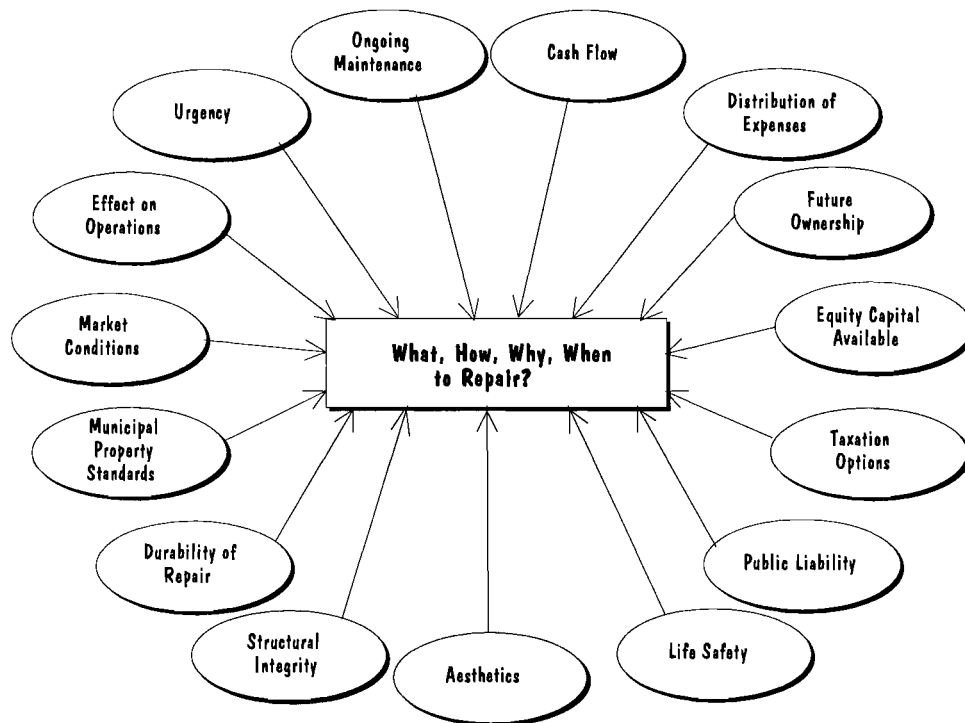 Ongoing
Maintenance
Cash Flow
Urgency
Distribution of
Expenses
Effect on
Operations
Future
Ownership
Market
Conditions
Equity Capital
Available
What, How, Why, When
to Repair?
Municipal
Property
Standards
Taxation
Options
Durability of
Repair
Public Liability
Structural
Integrity
Aesthetics
Life Safety